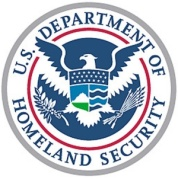 U.S. DEPARTMENT OF
HOMELAND SECURITY